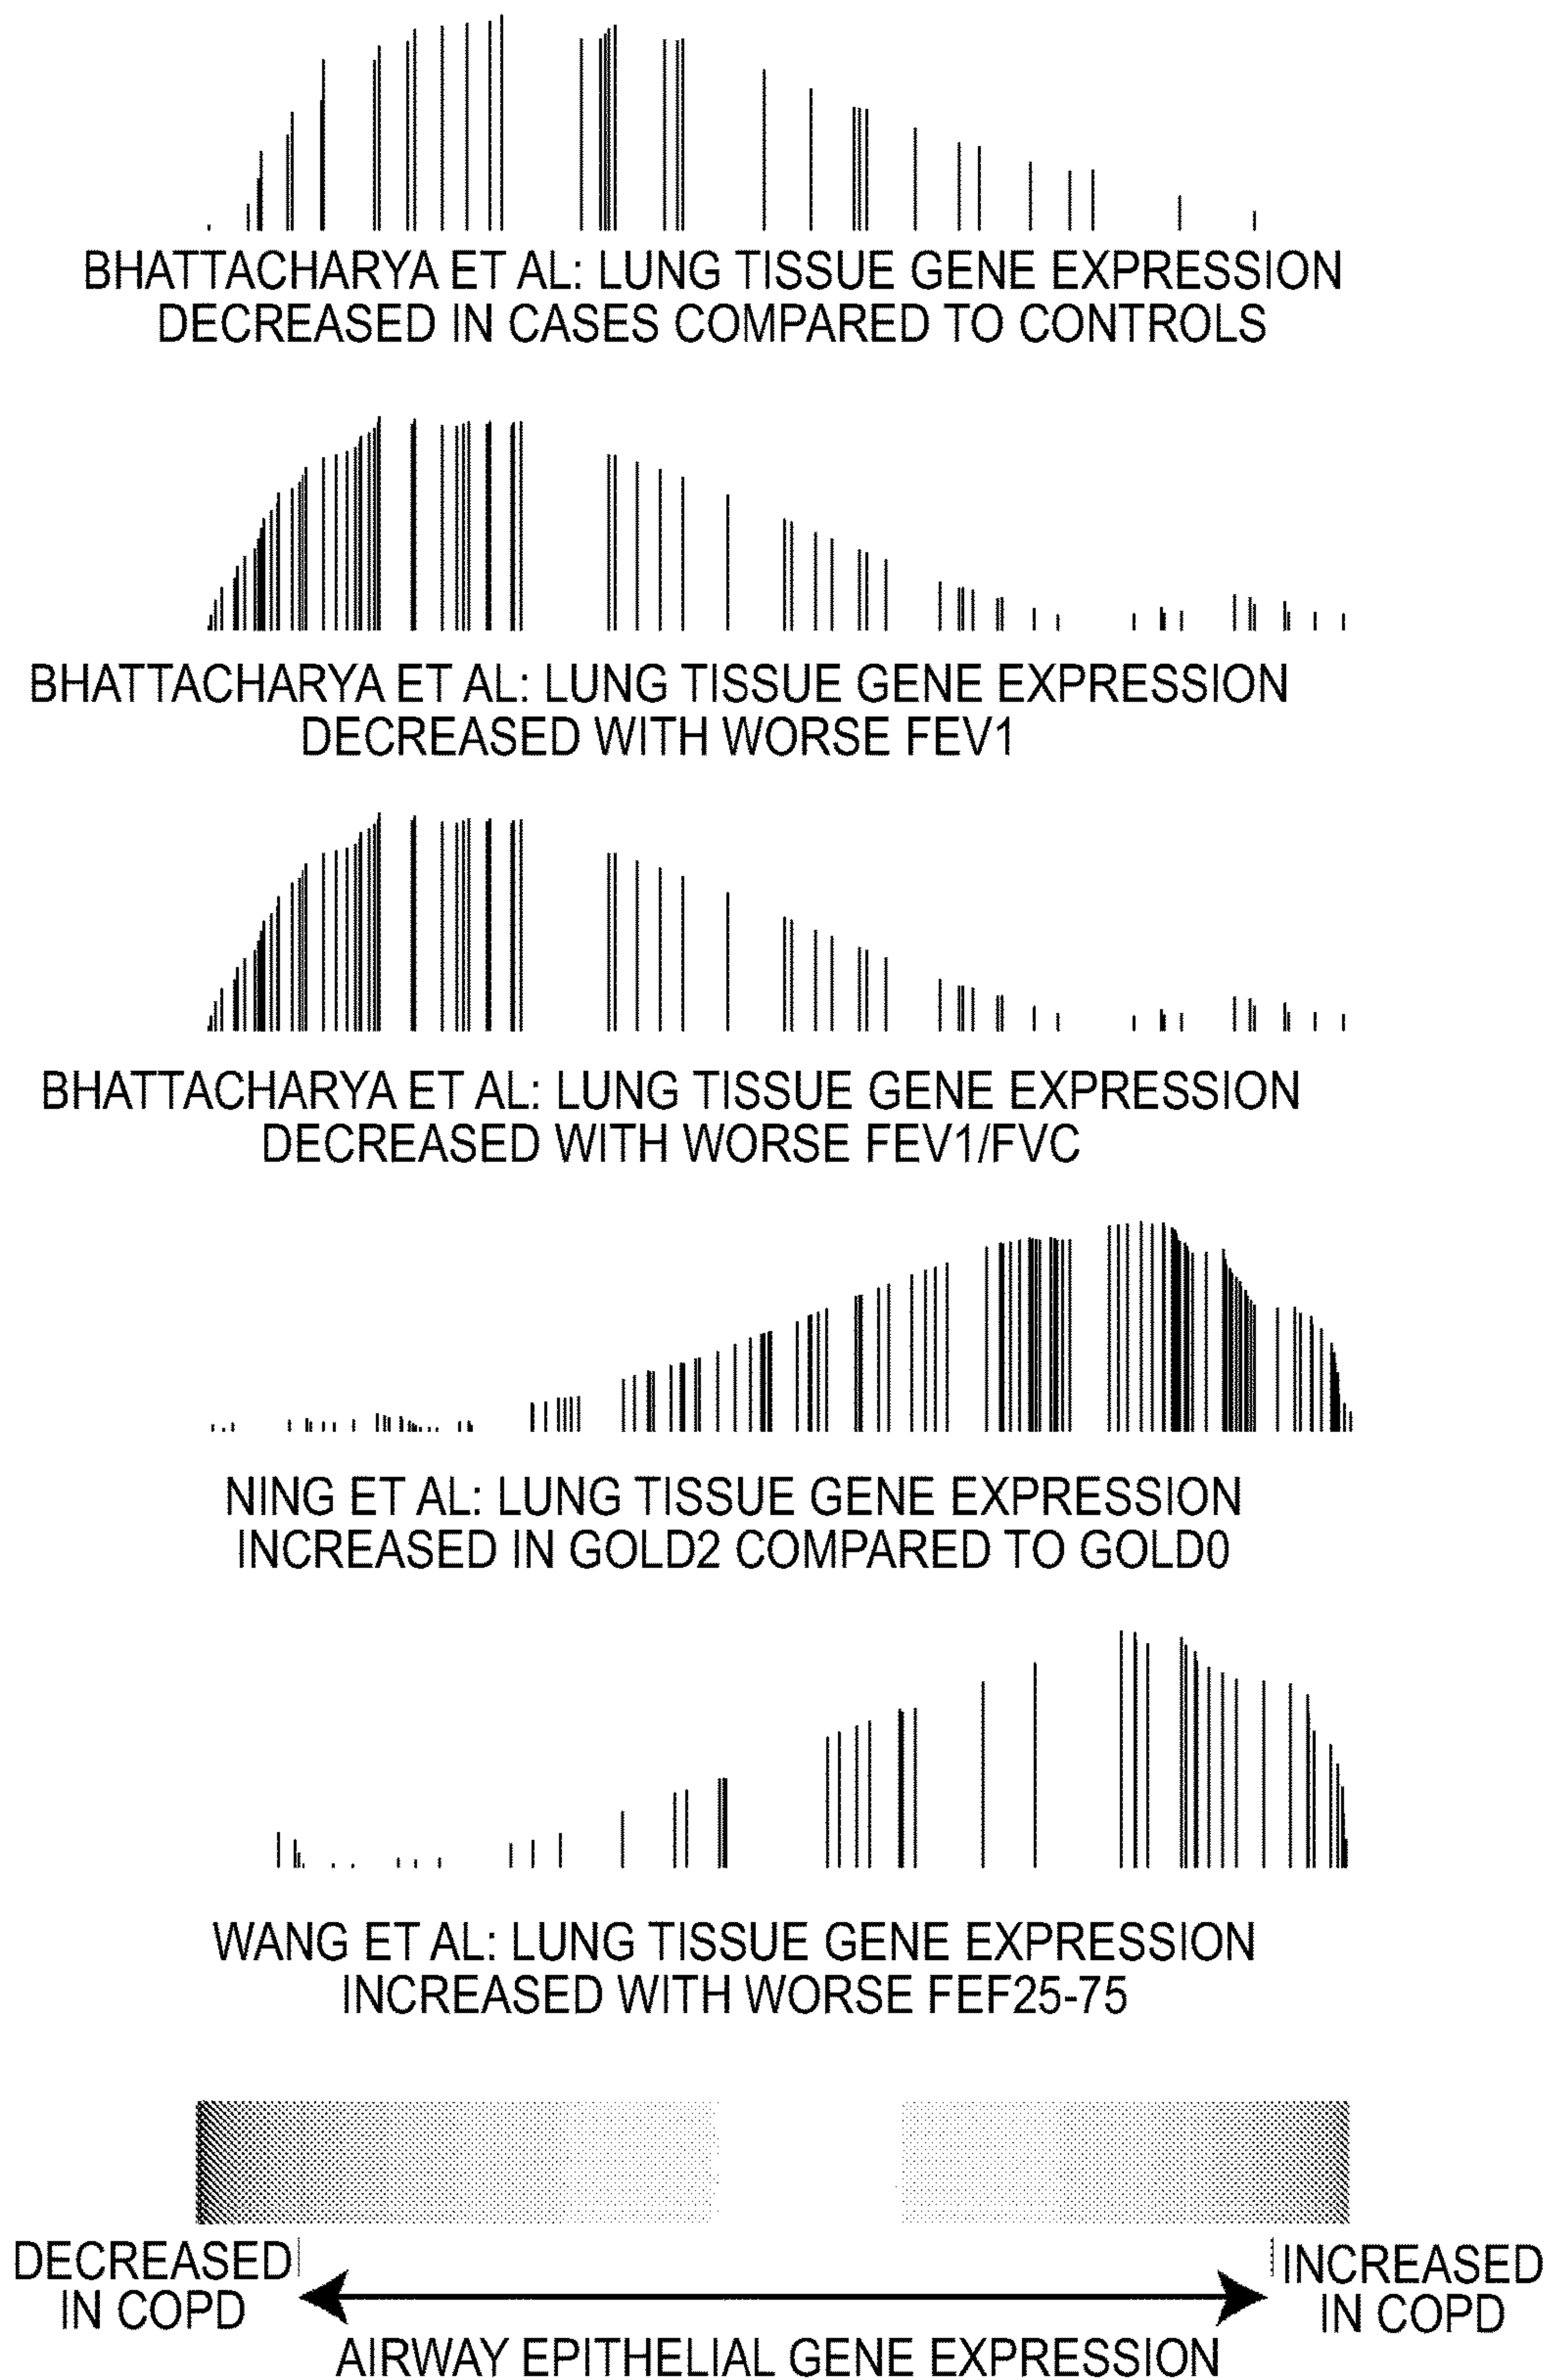 BHATTACHARYA ET AL: LUNG TISSUE GENE EXPRESSION
DECREASED IN CASES COMPARED TO CONTROLS
BHATTACHARYA ET AL: LUNG TISSUE GENE EXPRESSION
DECREASED WITH WORSE FEV1
BHATTACHARYA ET AL: LUNG TISSUE GENE EXPRESSION
DECREASED WITH WORSE FEV1/FVC
NING ET AL: LUNG TISSUE GENE EXPRESSION
INCREASED IN GOLD2 COMPARED TO GOLD0
WANG ET AL: LUNG TISSUE GENE EXPRESSION
INCREASED WITH WORSE FEF25-75
DECREASED
IN COPD
INCREASED
IN COPD
AIRWAY EPITHELIAL GENE EXPRESSION